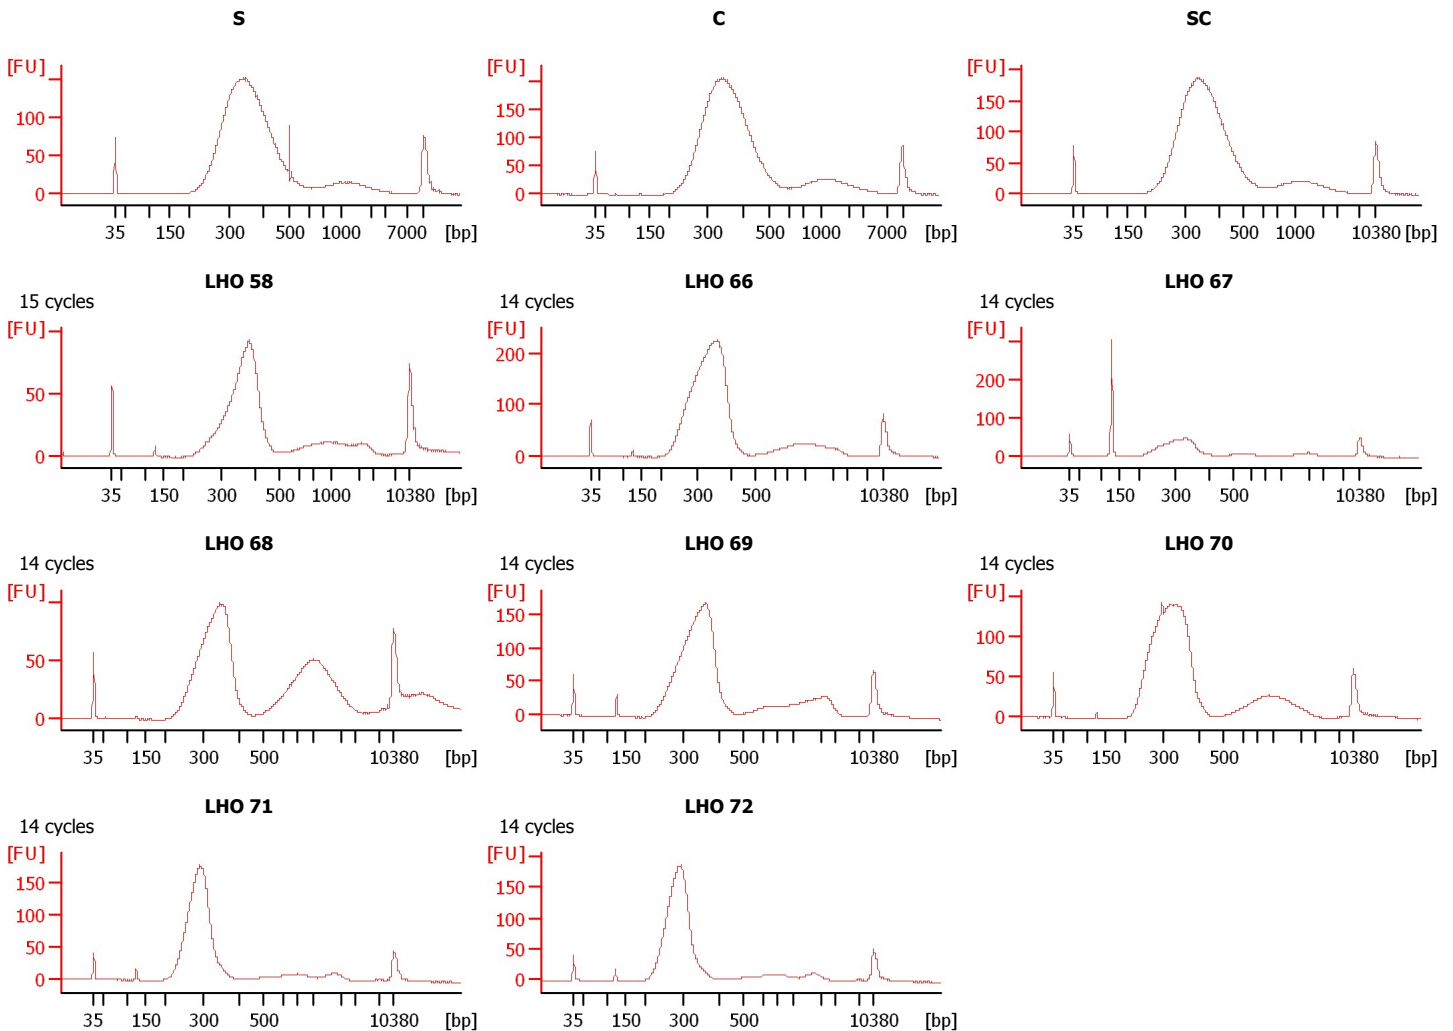 S C SC
[FU] [FU] [FU]
100 50 0
200 150 100 50 0
150 100 50 0
35 150 300 500 1000 7000 [bp]
35 150 300 500 1000 7000 [bp]
35 150 300 500 1000 10380 [bp]
LHO 58 LHO 66 LHO 67
15 cycles 14 cycles 14 cycles
[FU] [FU] [FU]
50 0
200 100 0
200 100 0
35 150 300 500 1000 10380 [bp]
35 150 300 500 10380 [bp]
35 150 300 500 10380 [bp]
LHO 68 LHO 69 LHO 70
14 cycles 14 cycles 14 cycles
[FU] [FU] [FU]
50 0
150 100 50 0
100 50 0
35 150 300 500 10380 [bp]
35 150 300 500 10380 [bp]
35 150 300 500 10380 [bp]
LHO 71 LHO 72
14 cycles 14 cycles
[FU] [FU]
150 100 50 0
150 100 50 0
35 150 300 500 10380 [bp]
35 150 300 500 10380 [bp]